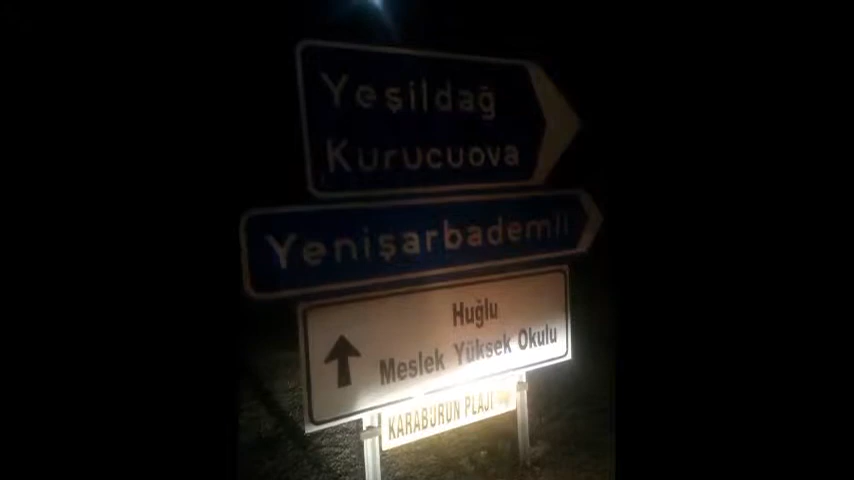 Yeşildağ
Kurucuova
Yenişarbademli
Huğlu
Meslek Yüksek Okulu
KARABURUN PLAJI